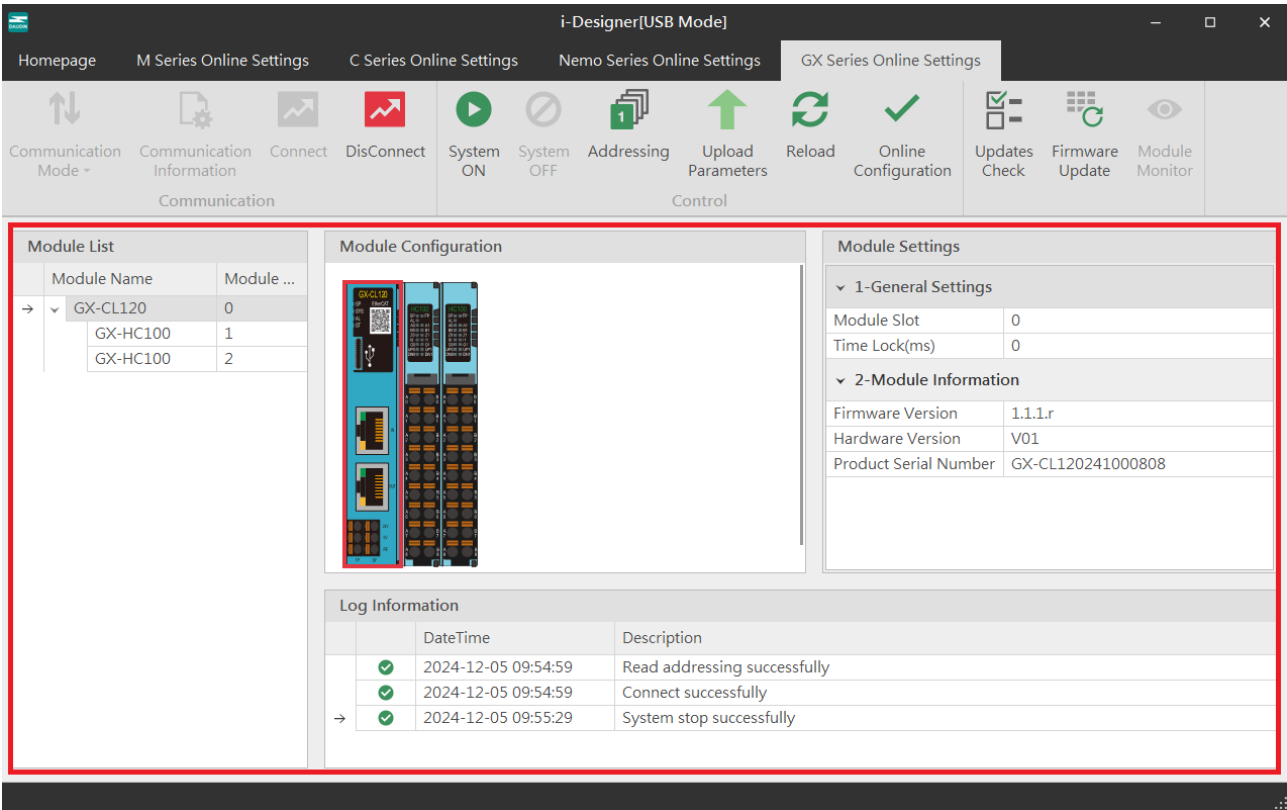 DAUDIN
i-Designer[USB Mode]
Homepage
M Series Online Settings
C Series Online Settings
Nemo Series Online Settings
GX Series Online Settings
Communication
Mode
Communication
Information
Connect
DisConnect
System
ON
System
OFF
1
Addressing
Upload
Parameters
Reload
Online
Configuration
Updates
Check
Firmware
Update
Module
Monitor
Communication
Control
Module List
Module Name
Module ...
GX-CL120
0
GX-HC100
1
GX-HC100
2
Module Configuration
GX-CL120
EtherCAT
HC100
HC100
Module Settings
1-General Settings
Module Slot
0
Time Lock(ms)
0
2-Module Information
Firmware Version
1.1.1.r
Hardware Version
V01
Product Serial Number
GX-CL120241000808
Log Information
DateTime
Description
2024-12-05 09:54:59
Read addressing successfully
2024-12-05 09:54:59
Connect successfully
2024-12-05 09:55:29
System stop successfully